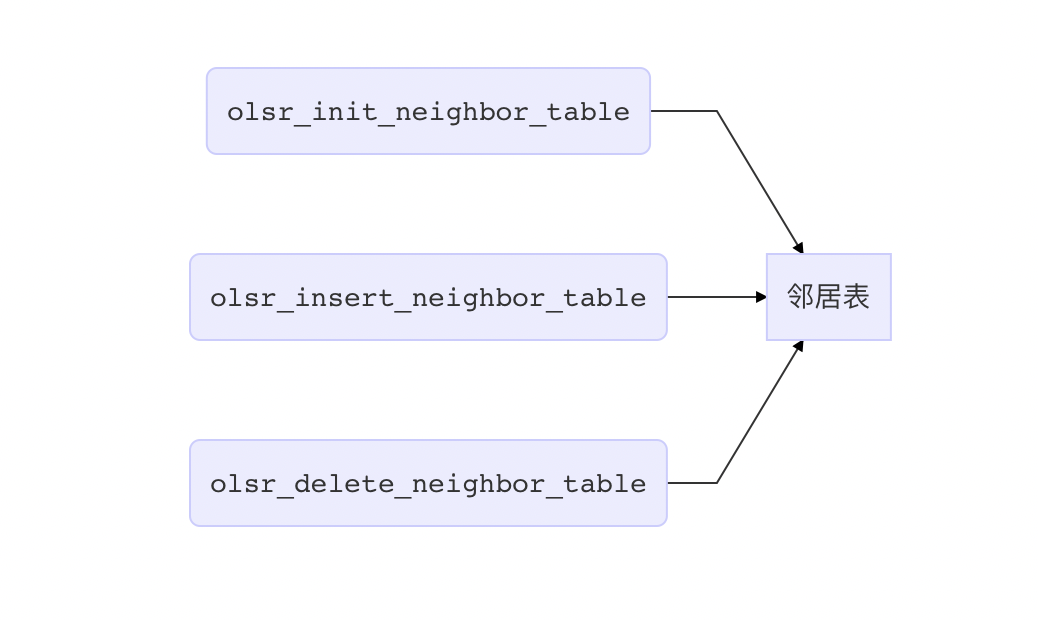 olsr_init_neighbor_table
olsr_insert_neighbor_table
邻居表
olsr_delete_neighbor_table